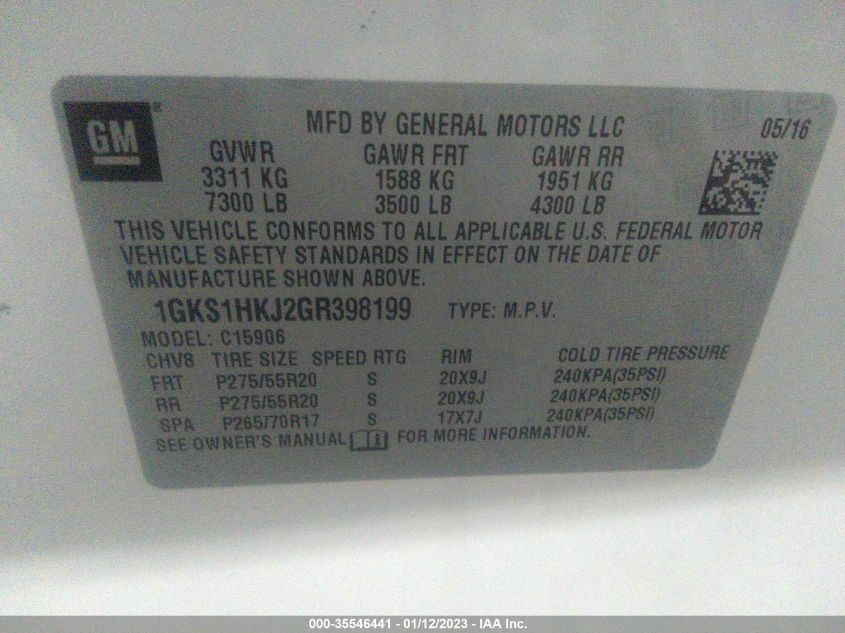 GM®
MFD BY GENERAL MOTORS LLC 05/16
GVWR GAWR FRT GAWR RR
3311 KG 1588 KG 1951 KG
7300 LB 3500 LB 4300 LB
THIS VEHICLE CONFORMS TO ALL APPLICABLE U.S. FEDERAL MOTOR
VEHICLE SAFETY STANDARDS IN EFFECT ON THE DATE OF
MANUFACTURE SHOWN ABOVE.
1GKS1HKJ2GR398199 TYPE: M.P.V.
MODEL: C15906
CHV8 TIRE SIZE SPEED RTG RIM COLD TIRE PRESSURE
FRT P275/55R20 S 20X9J 240KPA(35PSI)
RR P275/55R20 S 20X9J 240KPA(35PSI)
SPA P265/70R17 S 17X7J 240KPA(35PSI)
SEE OWNER'S MANUAL FOR MORE INFORMATION.
000-35546441 - 01/12/2023 - IAA Inc.